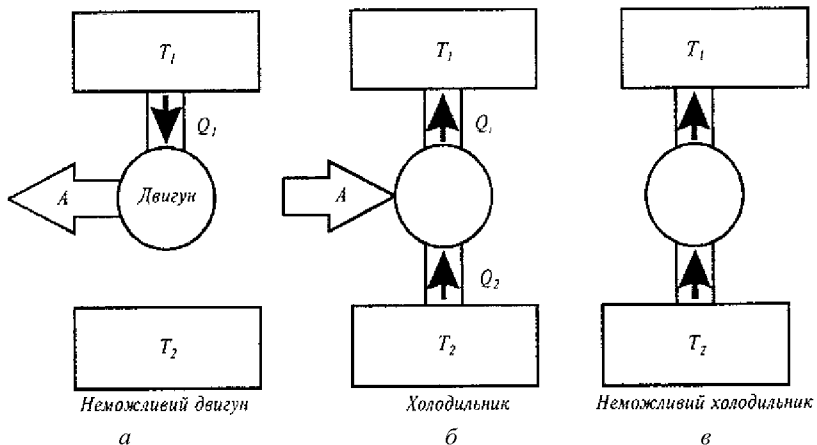 T₁
Q₁
A
Двигун
T₂
Неможливий двигун
а
T₁
Q₁
A
Q₂
T₂
Холодильник
б
T₁
T₂
Неможливий холодильник
в